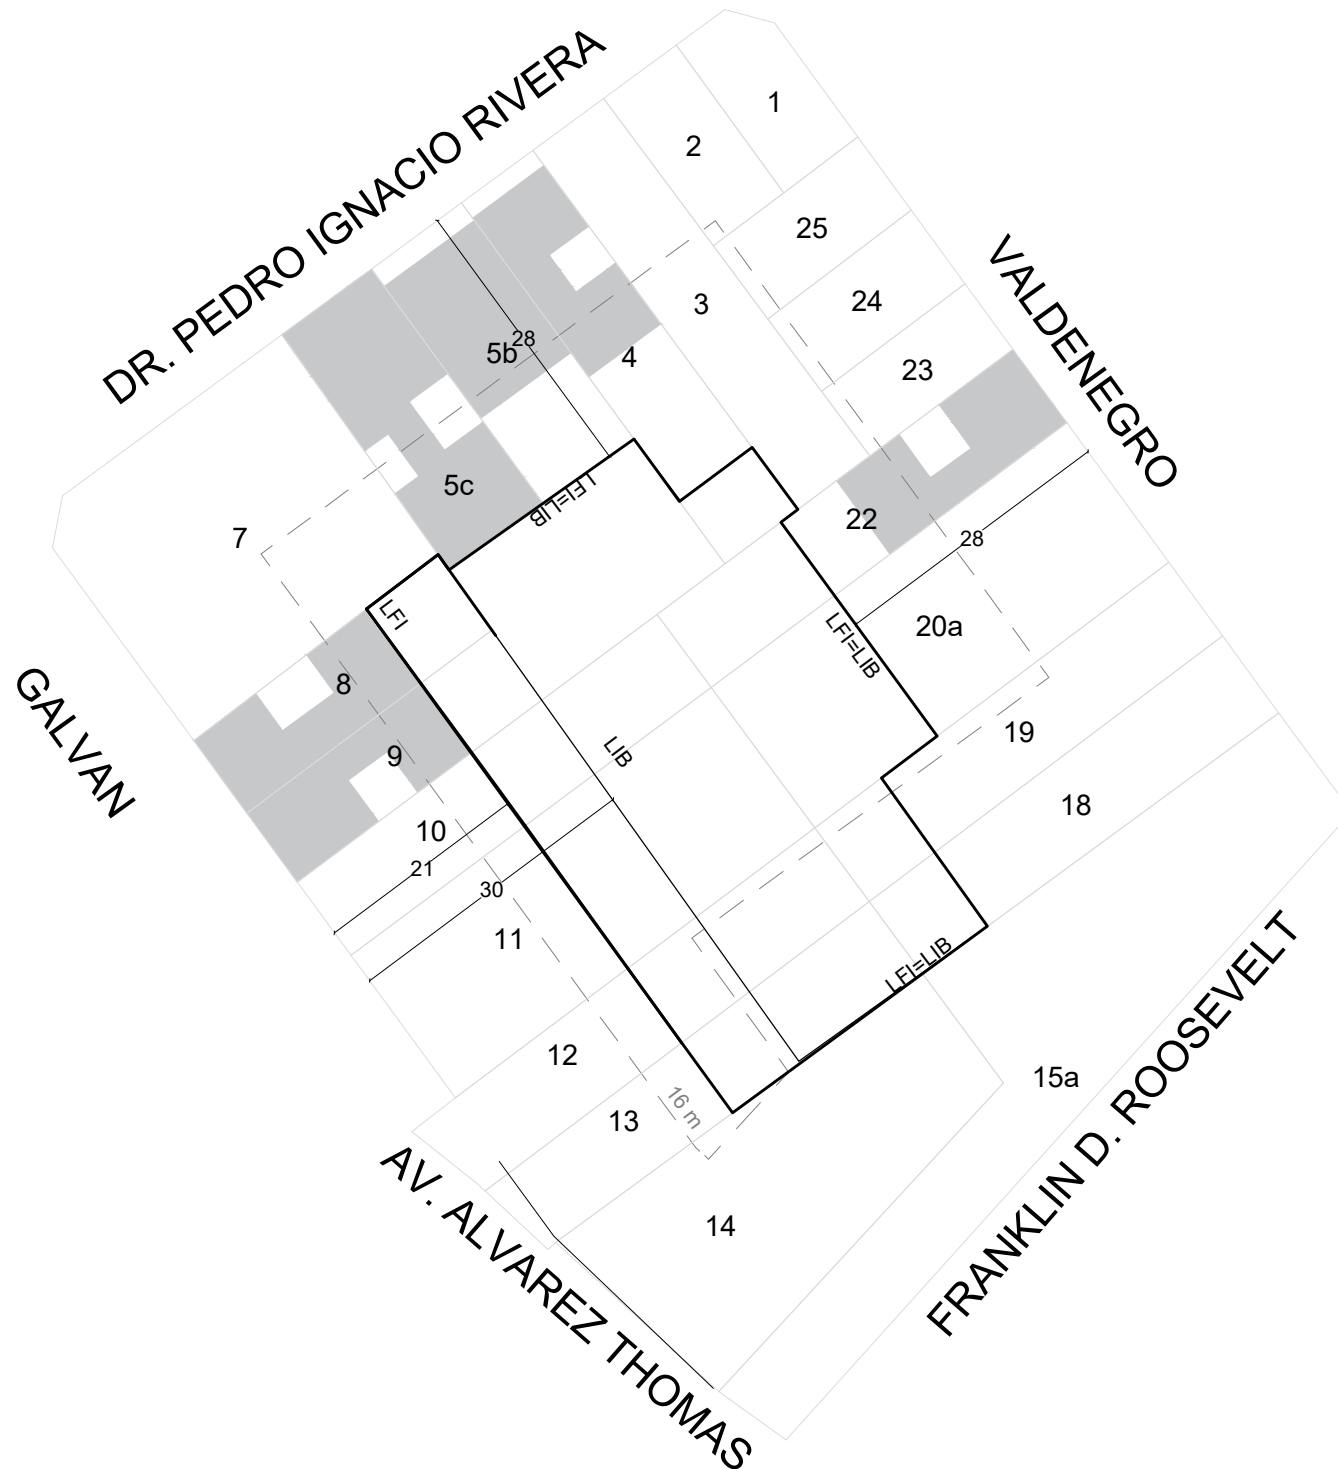 DR. PEDRO IGNACIO RIVERA
1
2
25
VALDENEGRO
24
3
28
5b
4
23
5c
LFI=LIB
22
7
28
LFI
LFI=LIB
20a
GALVAN
8
19
9
LIB
10
18
21
30
11
LFI=LIB
12
15a
16 m
13
FRANKLIN D. ROOSEVELT
14
AV. ALVAREZ THOMAS